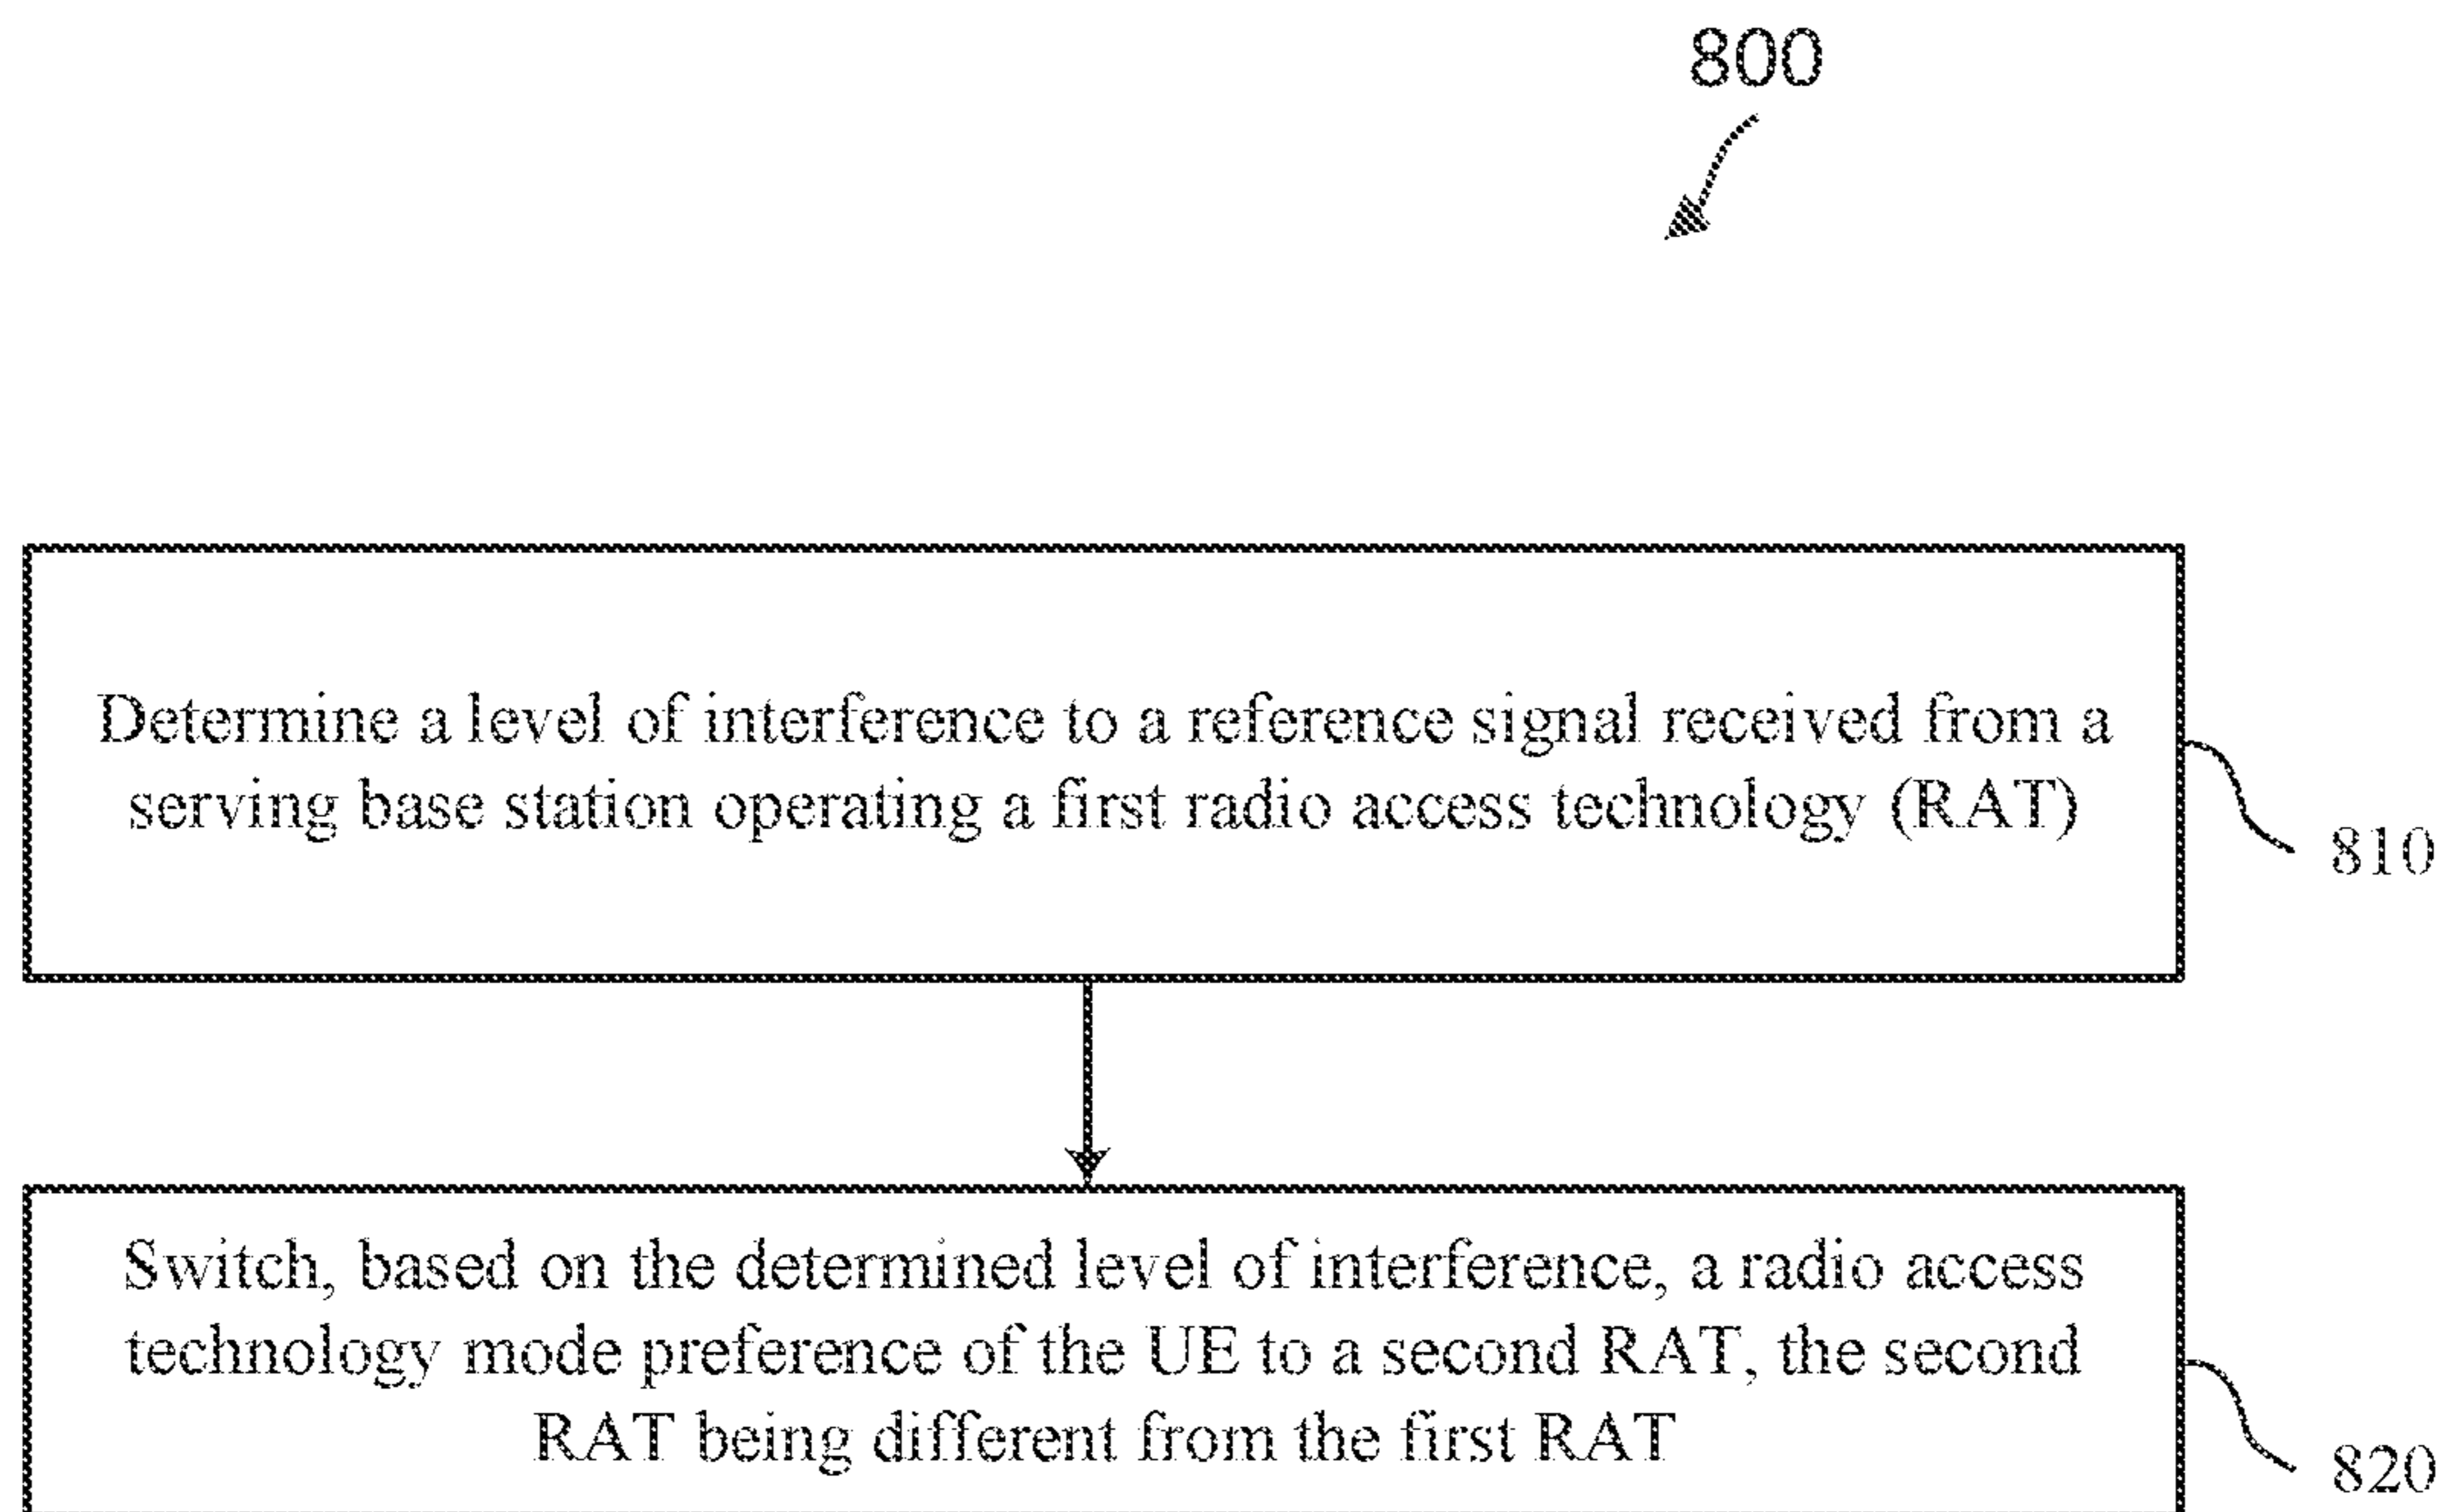 800
Determine a level of interference to a reference signal received from a
serving base station operating a first radio access technology (RAT)
810
Switch, based on the determined level of interference, a radio access
technology mode preference of the UE to a second RAT, the second
RAT being different from the first RAT
820